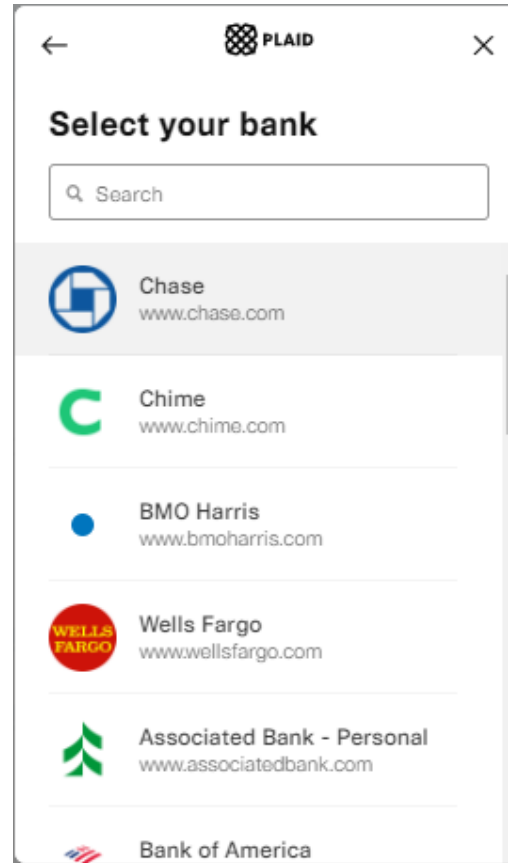 PLAID
Select your bank
Search
Chase
www.chase.com
Chime
www.chime.com
BMO Harris
www.bmoharris.com
WELLS
FARGO
Wells Fargo
www.wellsfargo.com
Associated Bank - Personal
www.associatedbank.com
Bank of America